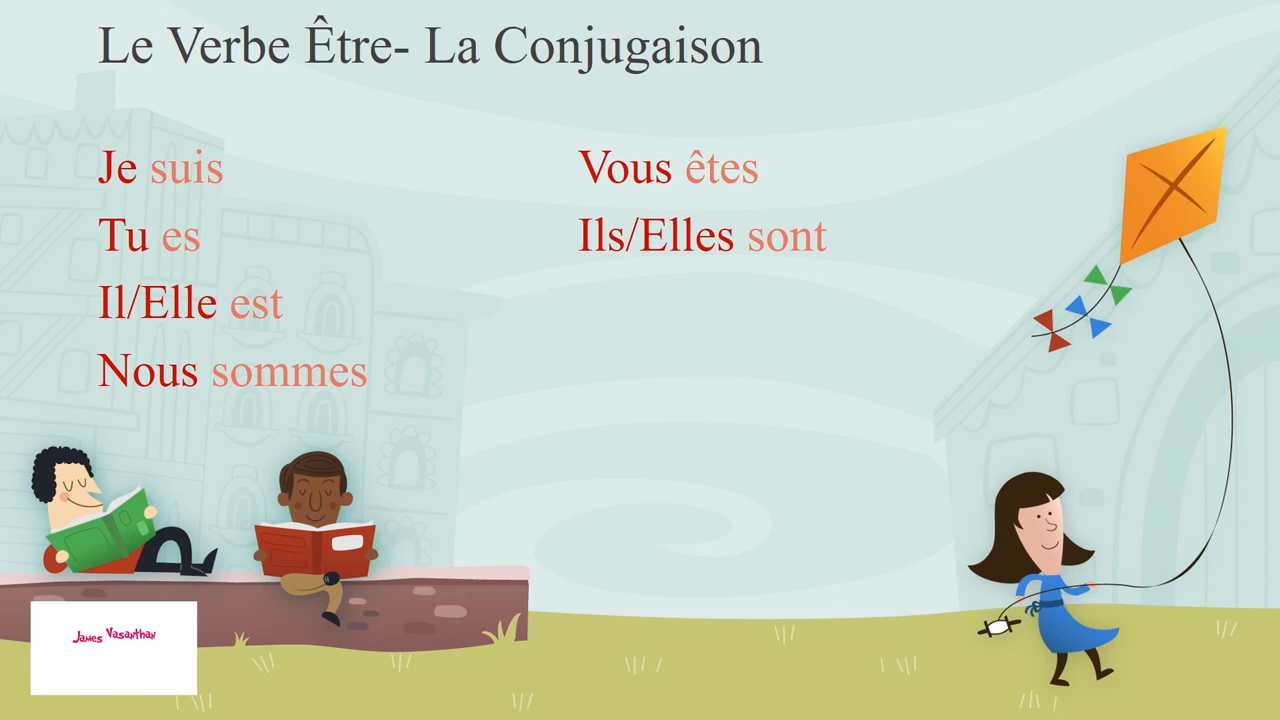 Le Verbe Être- La Conjugaison
Je suis
Tu es
Il/Elle est
Nous sommes
Vous êtes
Ils/Elles sont
James Vasanthan